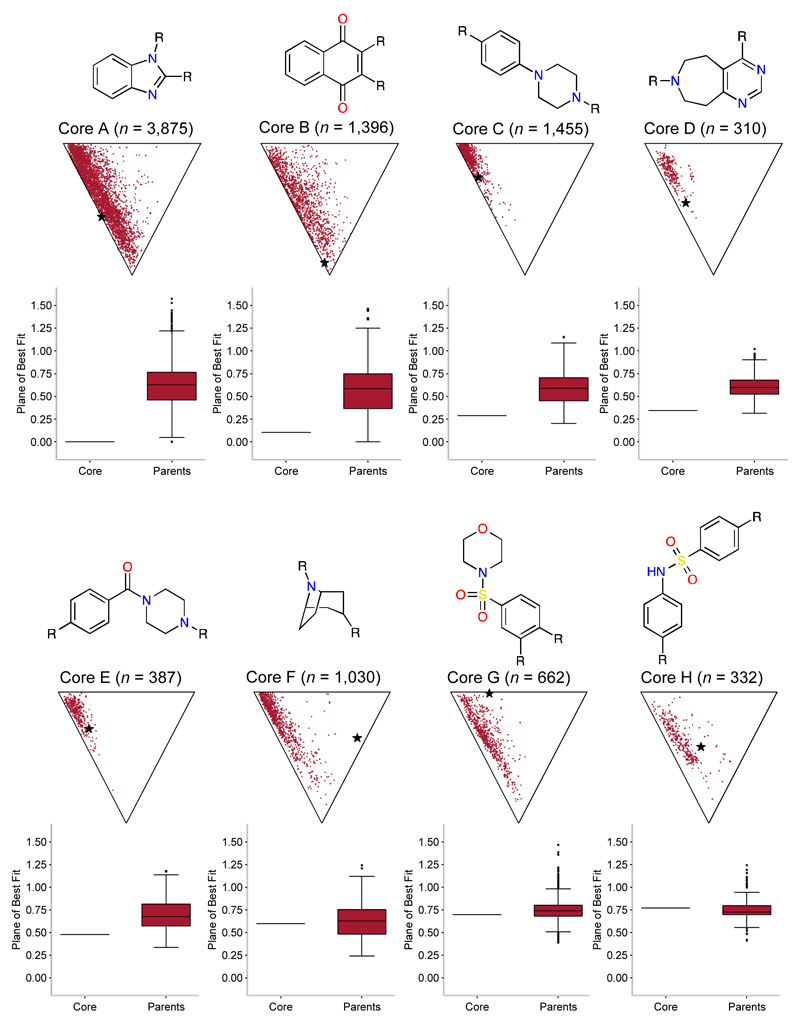 R
N
R
N
O
R
R
O
R
N
N
R
R
R
N
N
N
Core A (n = 3,875)
Core B (n = 1,396)
Core C (n = 1,455)
Core D (n = 310)
Plane of Best Fit
1.50
1.25
1.00
0.75
0.50
0.25
0.00
Core
Parents
Plane of Best Fit
1.50
1.25
1.00
0.75
0.50
0.25
0.00
Core
Parents
Plane of Best Fit
1.50
1.25
1.00
0.75
0.50
0.25
0.00
Core
Parents
Plane of Best Fit
1.50
1.25
1.00
0.75
0.50
0.25
0.00
Core
Parents
O
N
N
R
R
R
N
R
O
N
O
S
O
R
R
R
O
S
O
HN
R
Core E (n = 387)
Core F (n = 1,030)
Core G (n = 662)
Core H (n = 332)
Plane of Best Fit
1.50
1.25
1.00
0.75
0.50
0.25
0.00
Core
Parents
Plane of Best Fit
1.50
1.25
1.00
0.75
0.50
0.25
0.00
Core
Parents
Plane of Best Fit
1.50
1.25
1.00
0.75
0.50
0.25
0.00
Core
Parents
Plane of Best Fit
1.50
1.25
1.00
0.75
0.50
0.25
0.00
Core
Parents